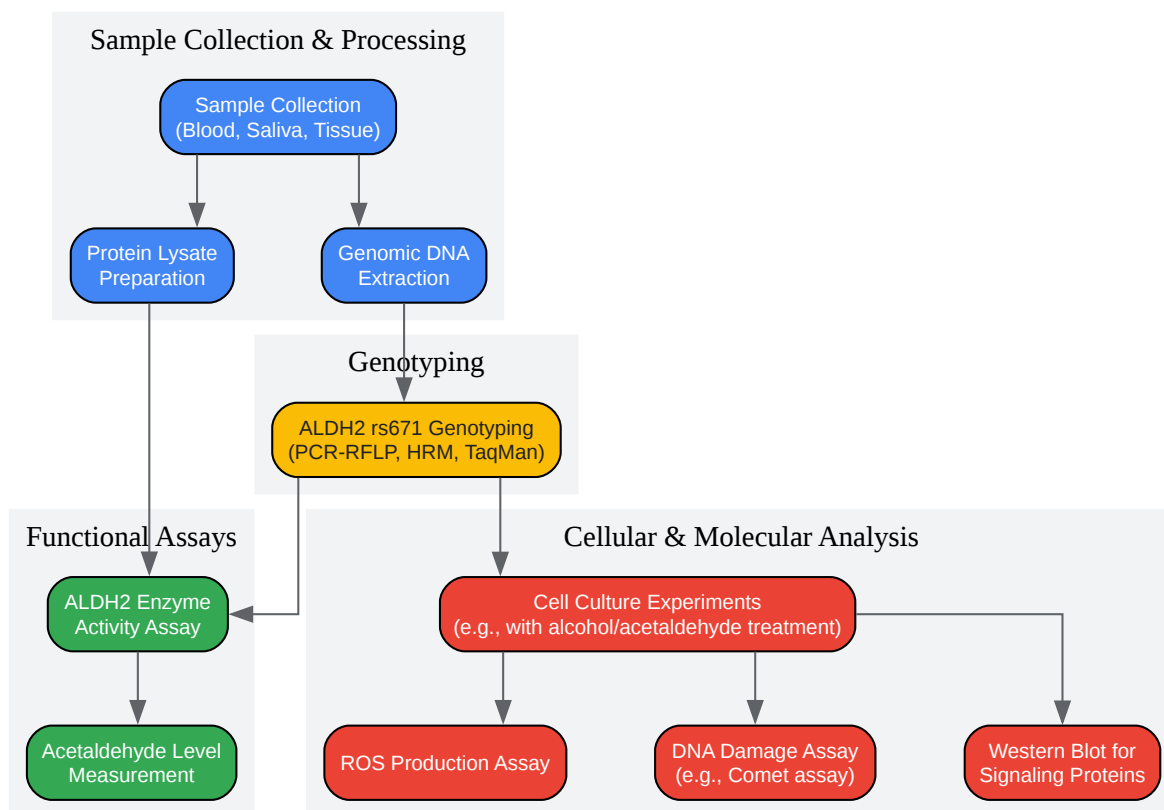 Sample Collection & Processing
Sample Collection
(Blood, Saliva, Tissue)
Protein Lysate
Preparation
Genomic DNA
Extraction
Genotyping
ALDH2 rs671 Genotyping
(PCR-RFLP, HRM, TaqMan)
Functional Assays
ALDH2 Enzyme
Activity Assay
Acetaldehyde Level
Measurement
Cellular & Molecular Analysis
Cell Culture Experiments
(e.g., with alcohol/acetaldehyde treatment)
ROS Production Assay
DNA Damage Assay
(e.g., Comet assay)
Western Blot for
Signaling Proteins